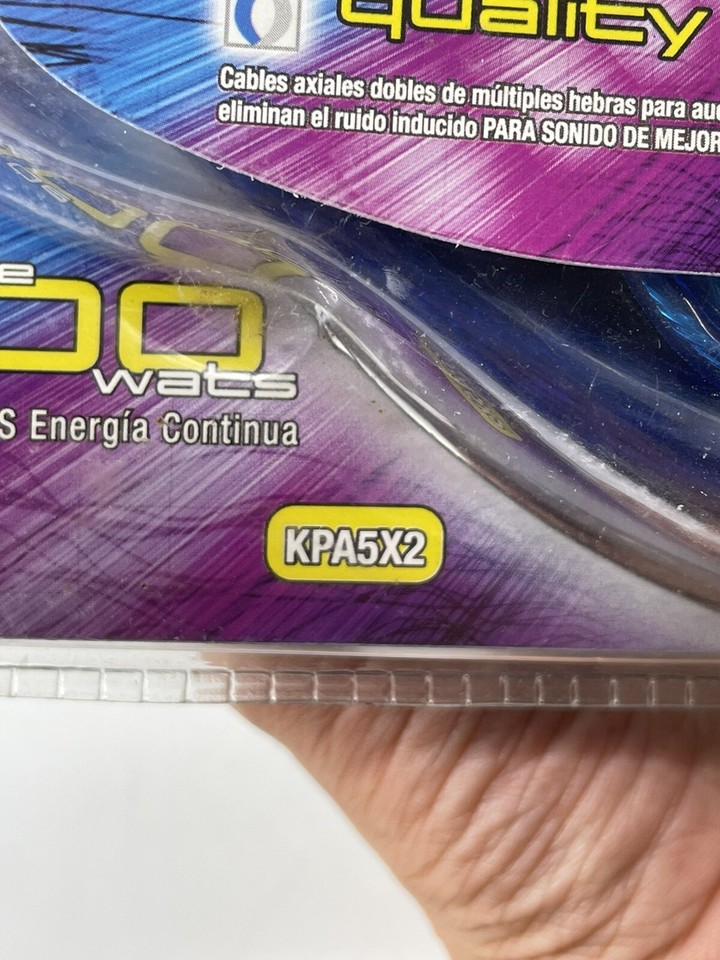 quality
Cables axiales dobles de múltiples hebras para au
eliminan el ruido inducido PARA SONIDO DE MEJOR
e
00
wats
S Energía Continua
KPA5X2